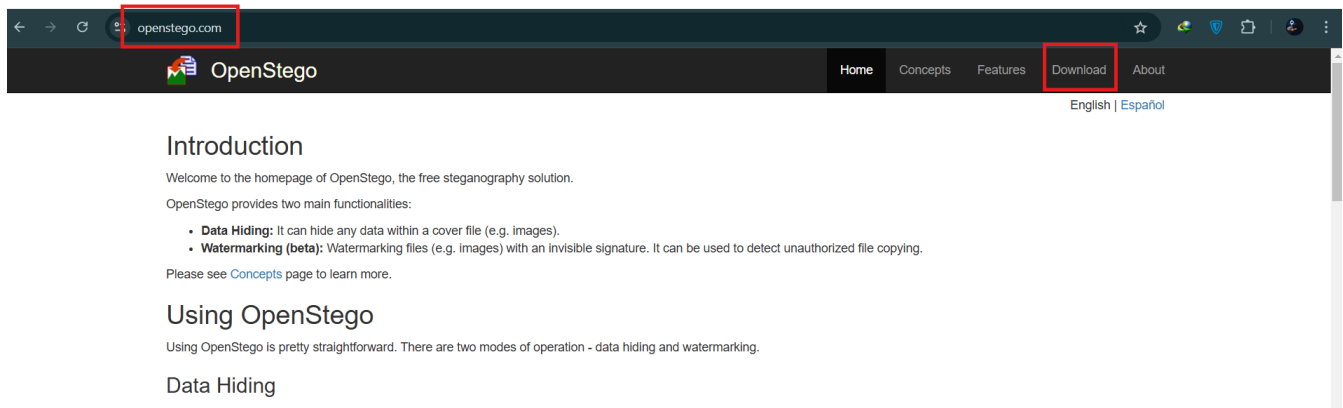 openstego.com
OpenStego
Home Concepts Features Download About
English | Español
Introduction
Welcome to the homepage of OpenStego, the free steganography solution.
OpenStego provides two main functionalities:
• Data Hiding: It can hide any data within a cover file (e.g. images).
• Watermarking (beta): Watermarking files (e.g. images) with an invisible signature. It can be used to detect unauthorized file copying.
Please see Concepts page to learn more.
Using OpenStego
Using OpenStego is pretty straightforward. There are two modes of operation - data hiding and watermarking.
Data Hiding